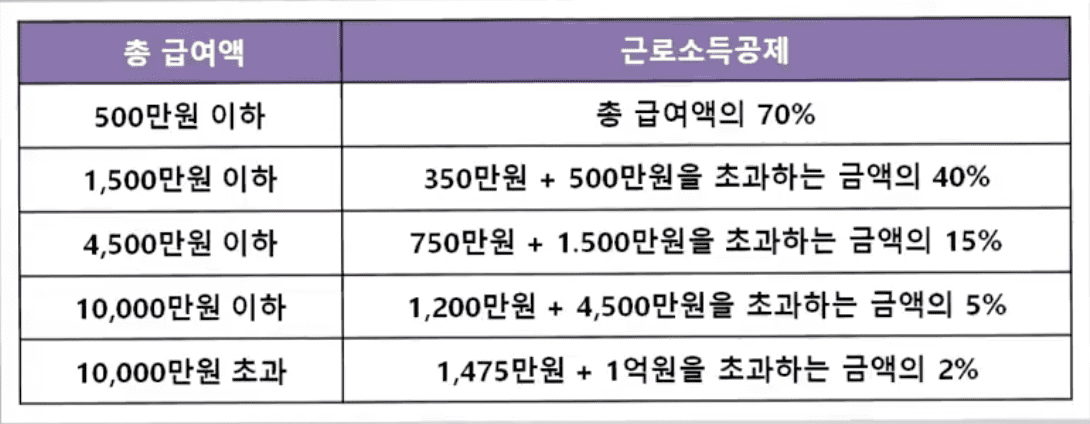 총 급여액 근로소득공제
500만원 이하 총 급여액의 70%
1,500만원 이하 350만원 + 500만원을 초과하는 금액의 40%
4,500만원 이하 750만원 + 1.500만원을 초과하는 금액의 15%
10,000만원 이하 1,200만원 + 4,500만원을 초과하는 금액의 5%
10,000만원 초과 1,475만원 + 1억원을 초과하는 금액의 2%